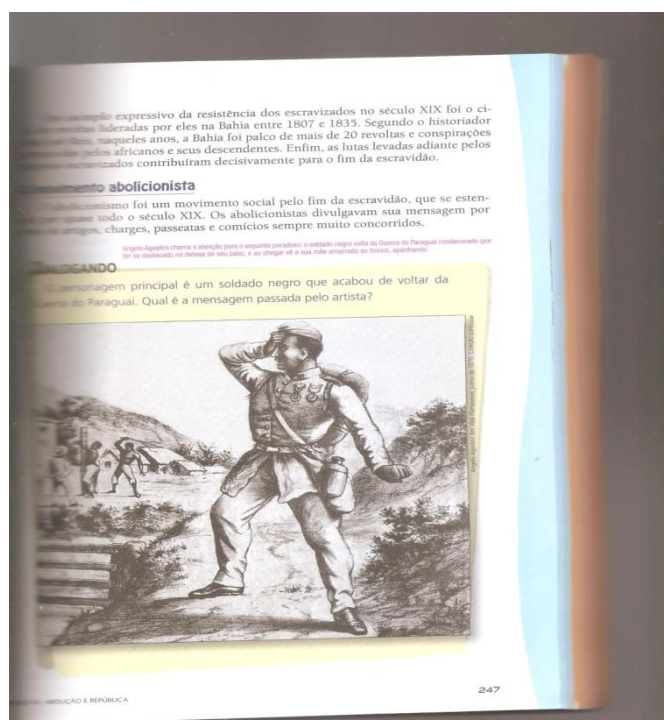 expressivo da resistência dos escravizados no século XIX foi o ci-
lideradas por eles na Bahia entre 1807 e 1835. Segundo o historiador
naqueles anos, a Bahia foi palco de mais de 20 revoltas e conspirações
africanos e seus descendentes. Enfim, as lutas levadas adiante pelos
contribuíram decisivamente para o fim da escravidão.
abolicionista
foi um movimento social pelo fim da escravidão, que se esten-
todo o século XIX. Os abolicionistas divulgavam sua mensagem por
charges, passeatas e comícios sempre muito concorridos.
Angelo Agostini chama a atenção para o seguinte paradoxo: o soldado negro volta da Guerra do Paraguai condecorado (por
ter se destacado na defesa de seu país), e ao chegar vê a sua mãe amarrada ao tronco, apanhando.
personagem principal é um soldado negro que acabou de voltar da
do Paraguai. Qual é a mensagem passada pelo artista?
ABOLIÇÃO E REPÚBLICA
247